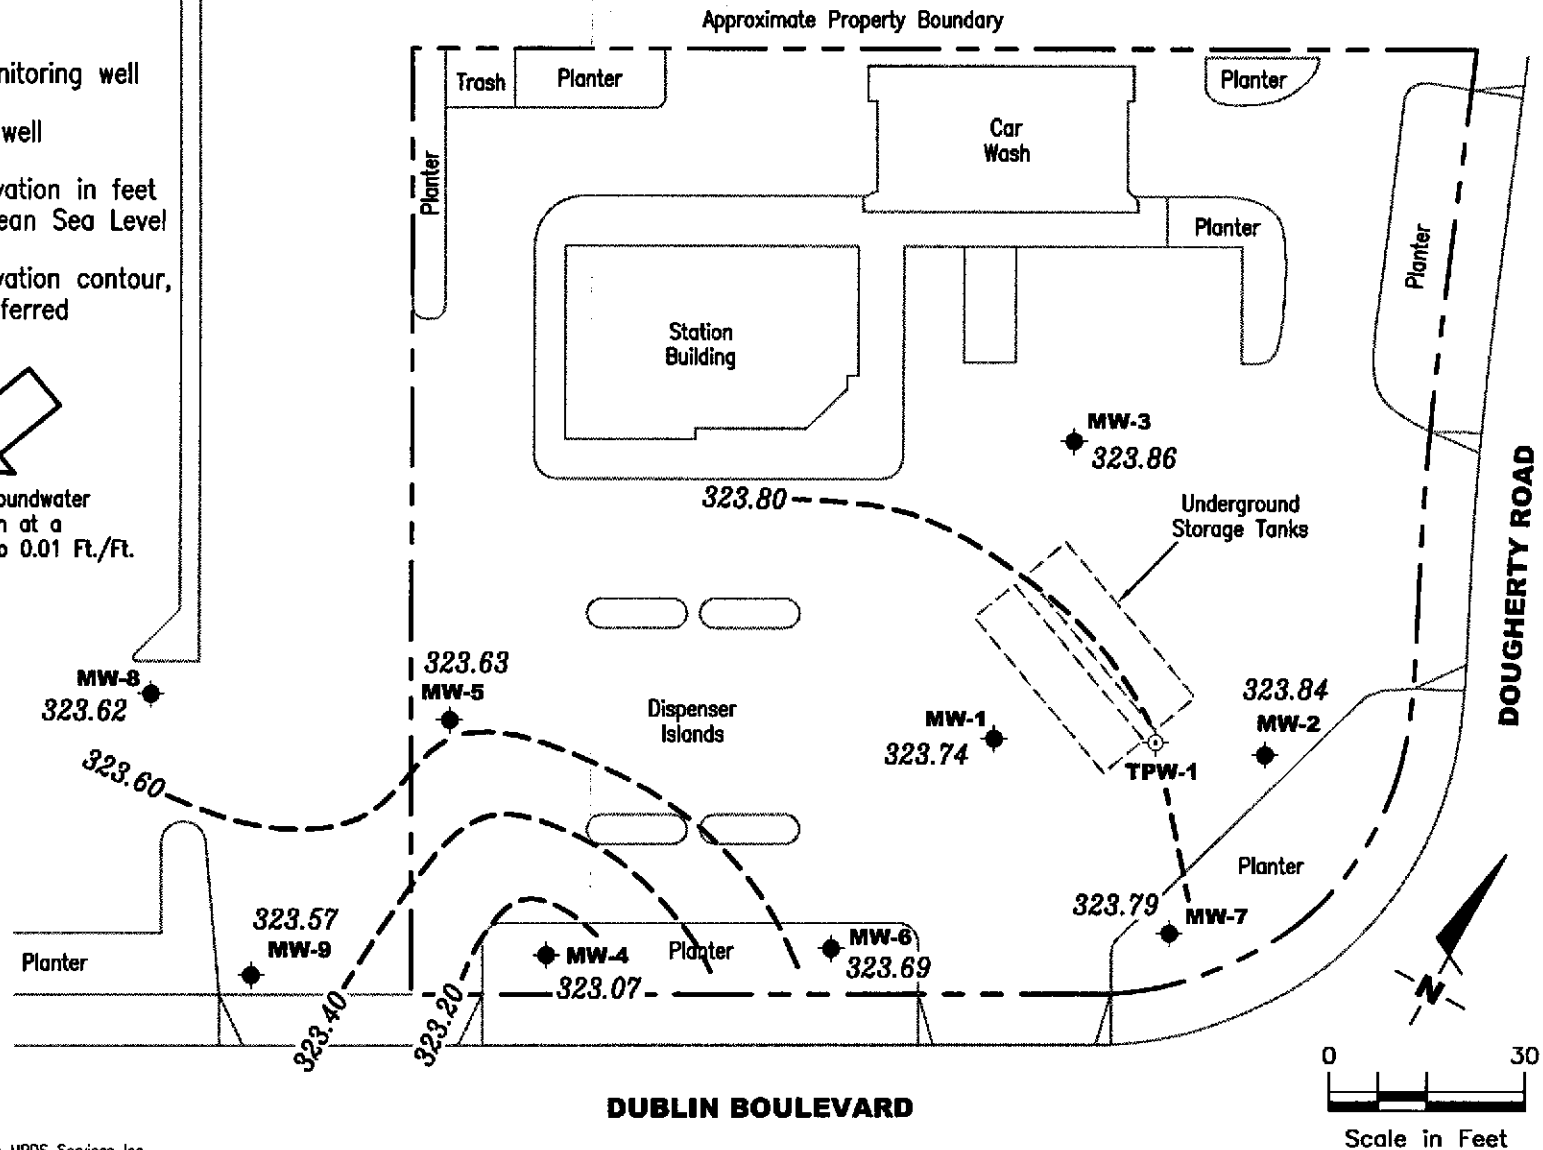 Approximate Property Boundary
nitoring well
well
vation in feet
ean Sea Level
vation contour,
ferred
oundwater
n at a
o 0.01 Ft./Ft.
Trash
Planter
Planter
Car
Wash
Planter
Planter
Planter
Station
Building
MW-3
323.86
323.80
Underground
Storage Tanks
DOUGHERTY ROAD
MW-8
323.62
323.63
MW-5
Dispenser
Islands
MW-1
323.74
323.84
MW-2
TPW-1
323.60
Planter
323.79
MW-7
323.57
MW-9
Planter
MW-4
323.07
Planter
MW-6
323.69
323.40
323.20
N
0 30
Scale in Feet
DUBLIN BOULEVARD
Services Inc